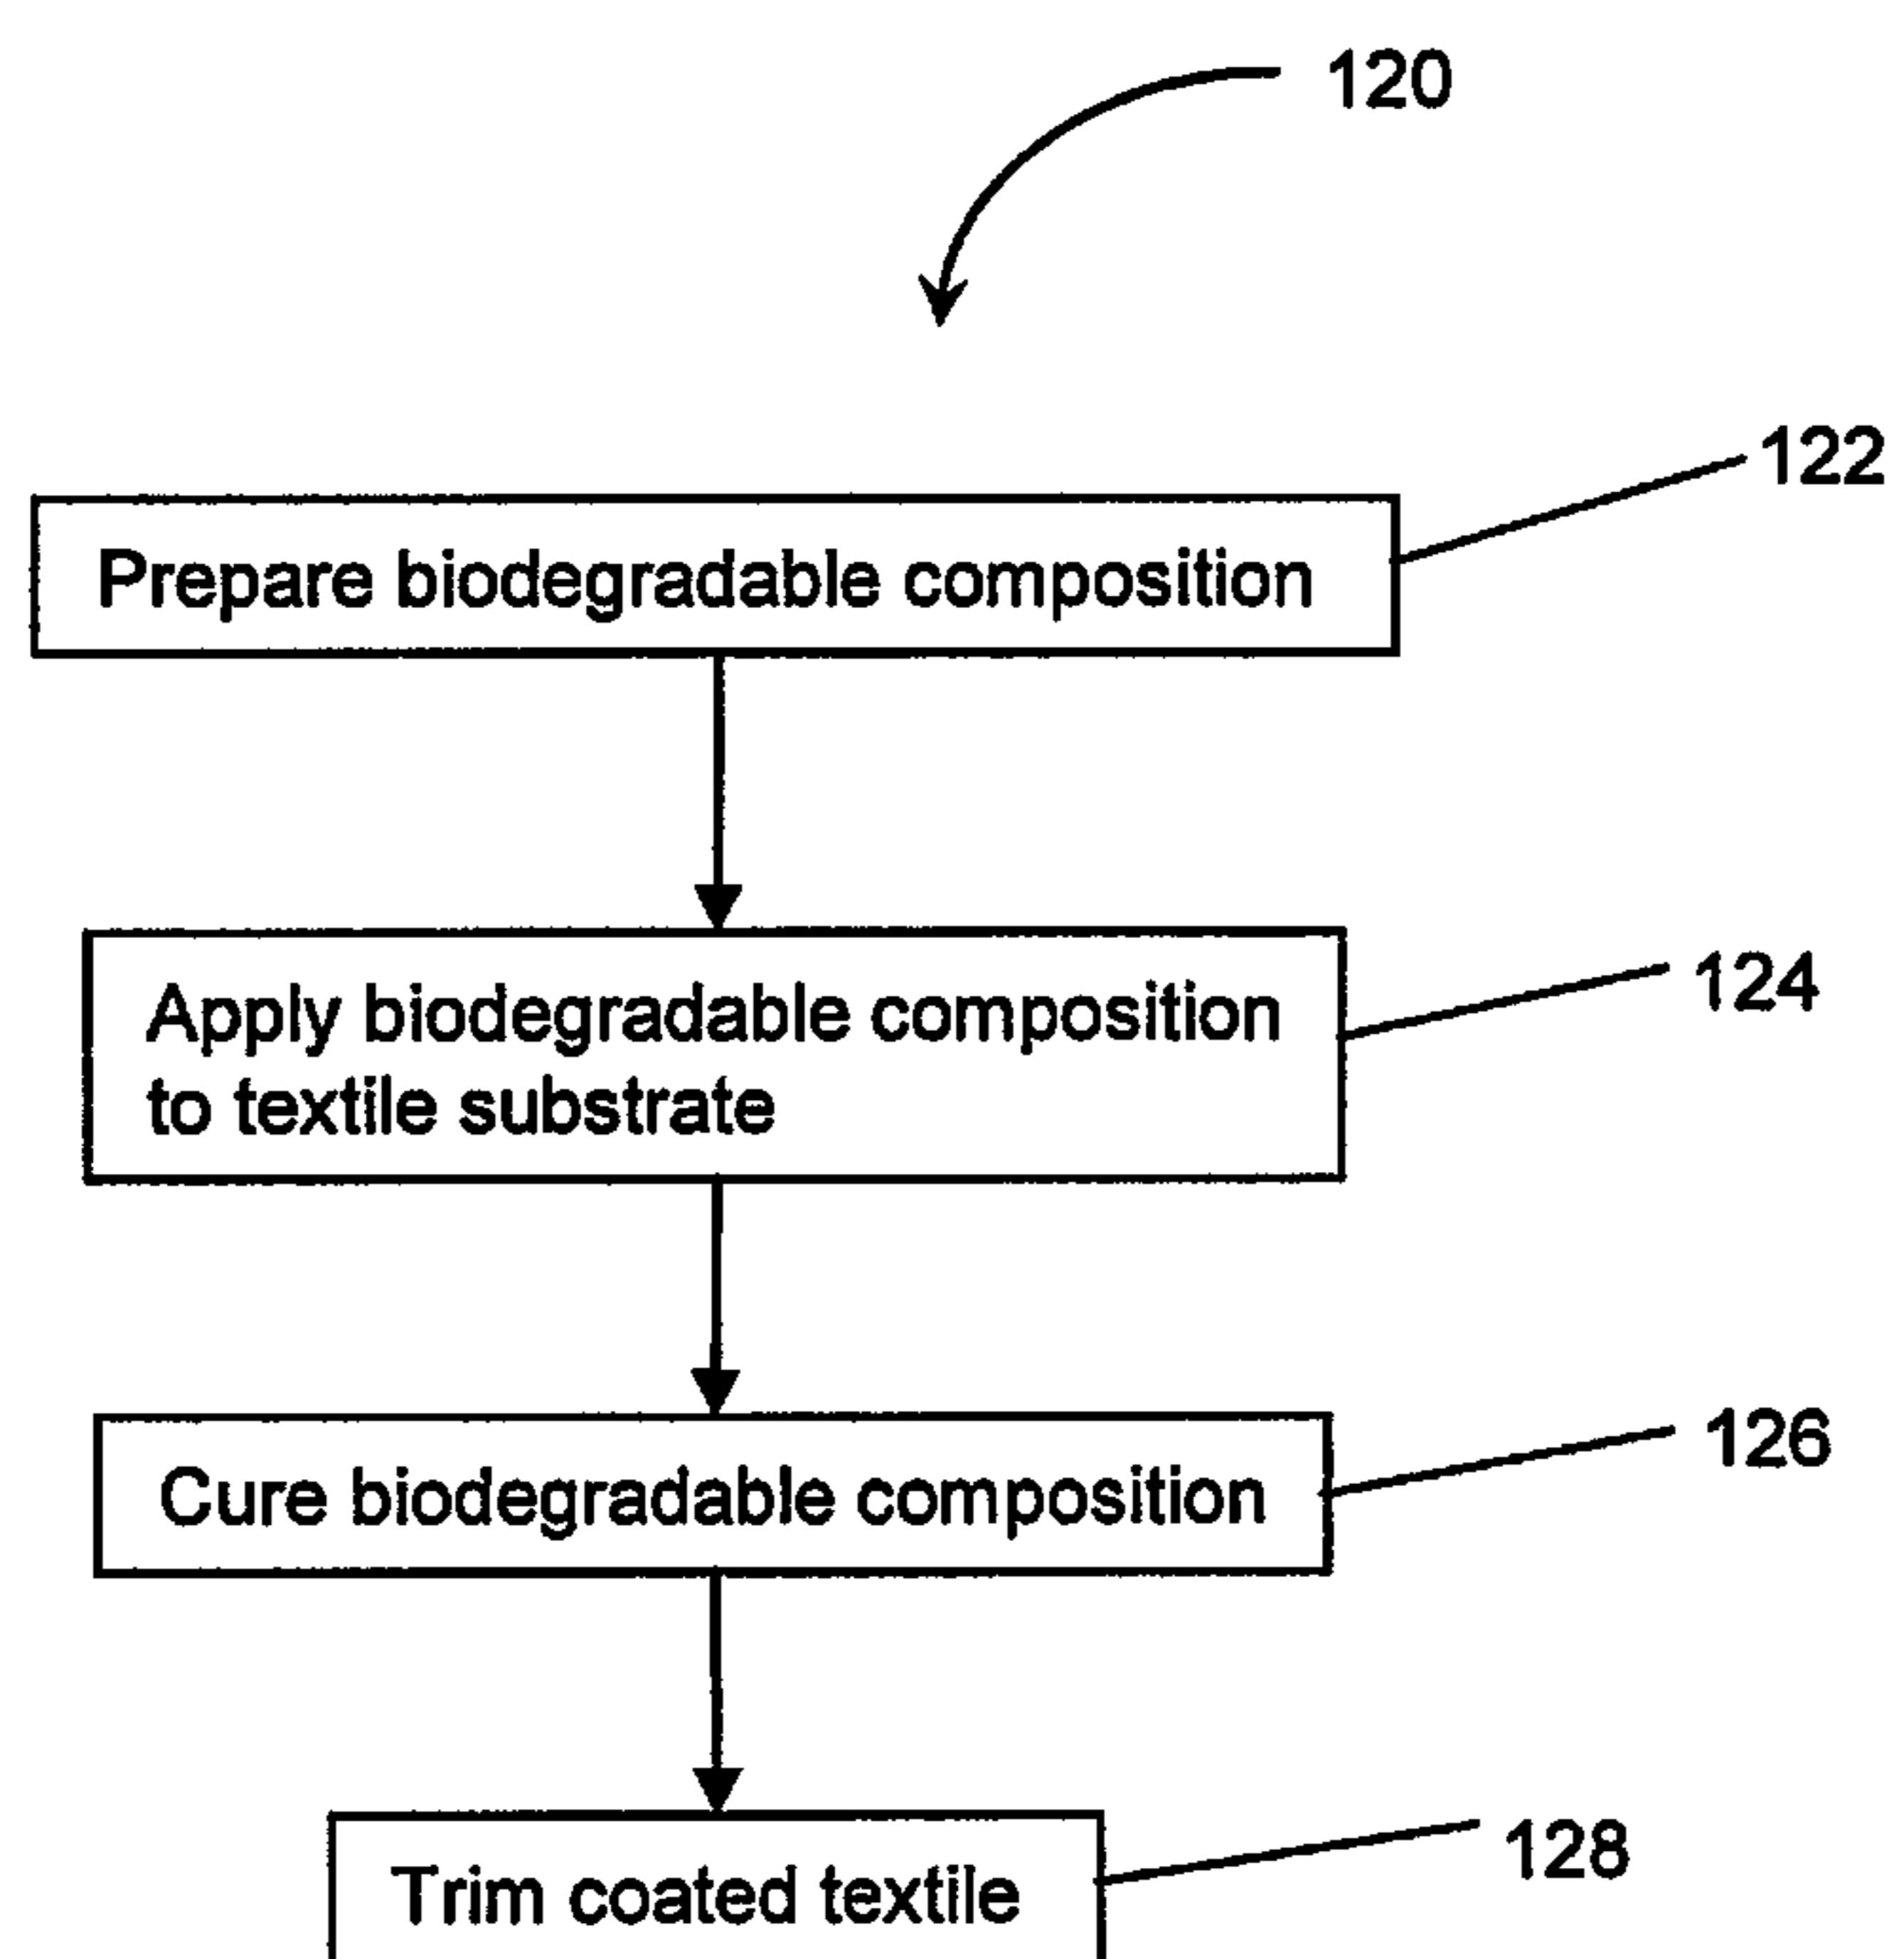 120
122
Prepare biodegradable composition
124
Apply biodegradable composition
to textile substrate
126
Cure biodegradable composition
128
Trim coated textile